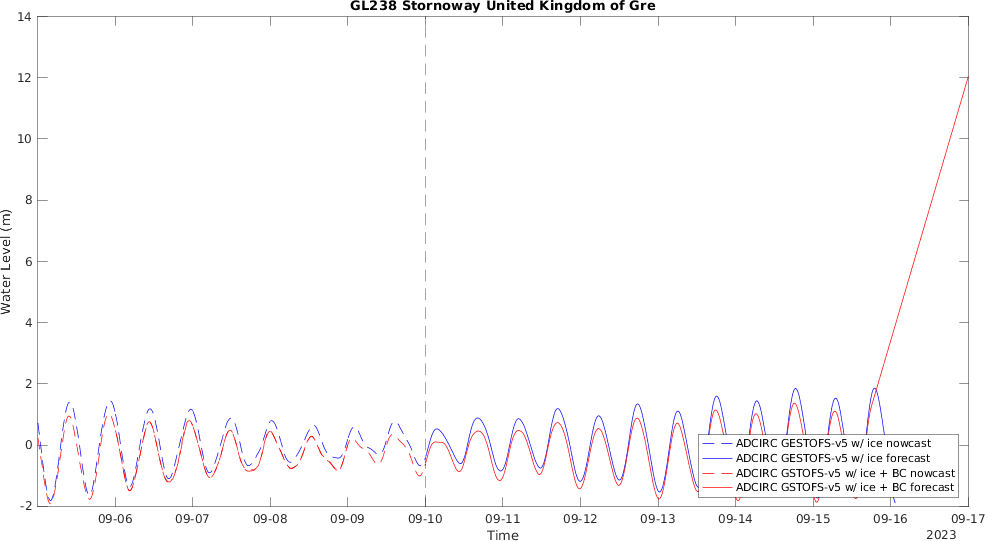 GL238 Stornoway United Kingdom of Gre
14
12
10
8
6
4
2
0
-2
Water Level (m)
ADCIRC GESTOFS-v5 w/ ice nowcast
ADCIRC GESTOFS-v5 w/ ice forecast
ADCIRC GSTOFS-v5 w/ ice + BC nowcast
ADCIRC GSTOFS-v5 w/ ice + BC forecast
09-06 09-07 09-08 09-09 09-10 09-11 09-12 09-13 09-14 09-15 09-16 09-17
Time
2023